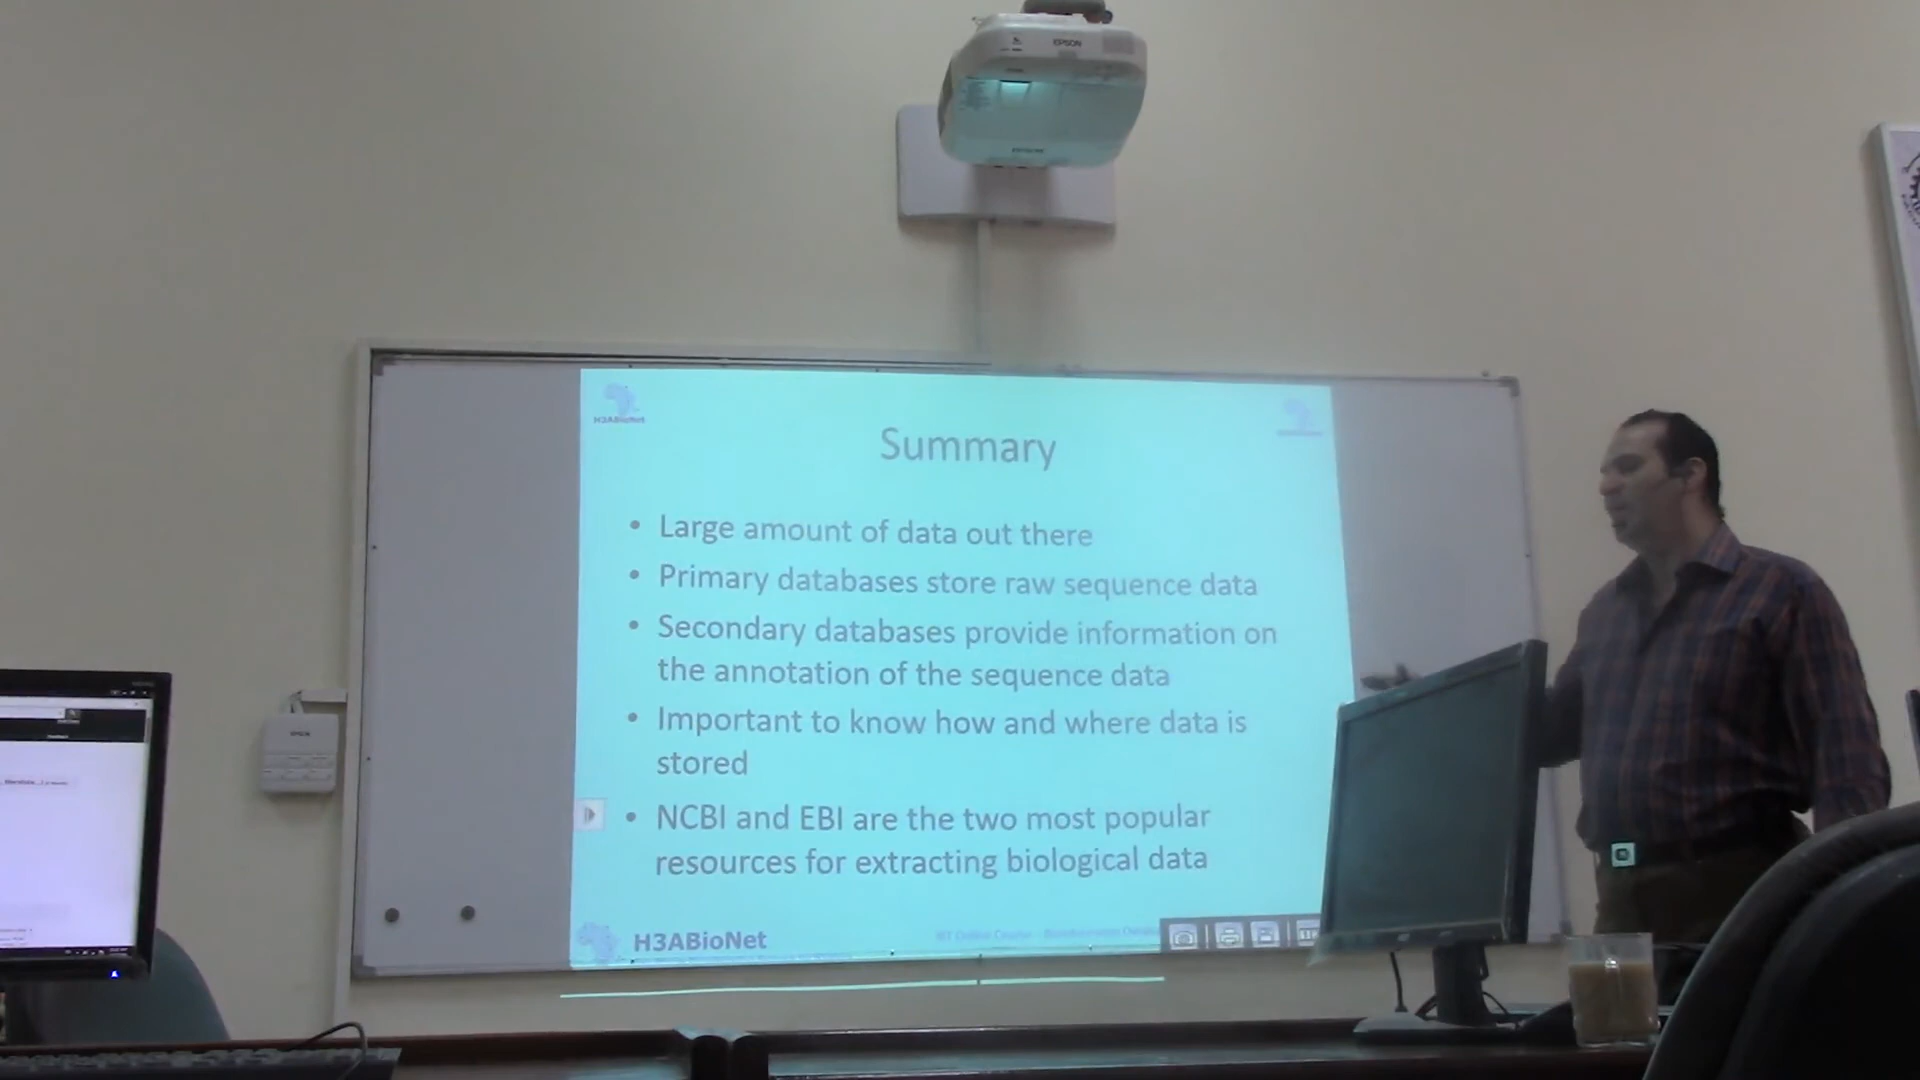 EPSON
H3ABioNet
Summary
• Large amount of data out there
• Primary databases store raw sequence data
• Secondary databases provide information on
the annotation of the sequence data
• Important to know how and where data is
stored
• NCBI and EBI are the two most popular
resources for extracting biological data
H3ABioNet
EPSON